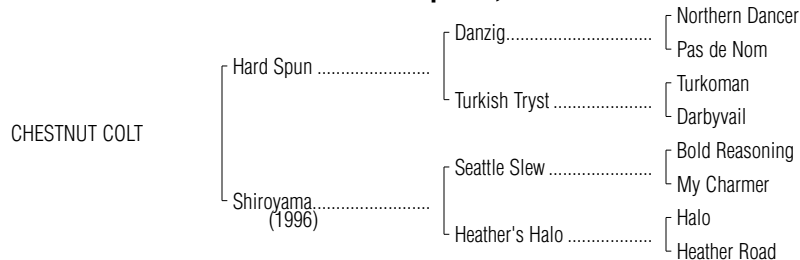 Northern Dancer
Danzig..............................
Pas de Nom
Hard Spun ........................
Turkoman
Turkish Tryst .....................
Darbyvail
CHESTNUT COLT
Bold Reasoning
Seattle Slew ......................
My Charmer
Shiroyama.........................
(1996)
Halo
Heather's Halo ..................
Heather Road